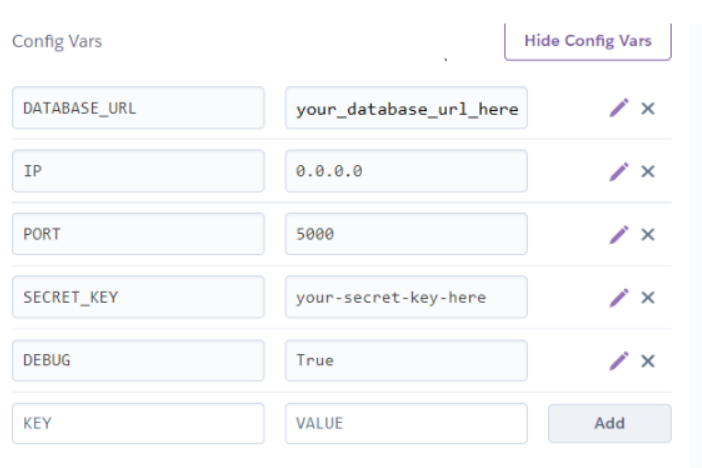 Config Vars Hide Config Vars
DATABASE_URL your_database_url_here
IP 0.0.0.0
PORT 5000
SECRET_KEY your-secret-key-here
DEBUG True
KEY VALUE Add